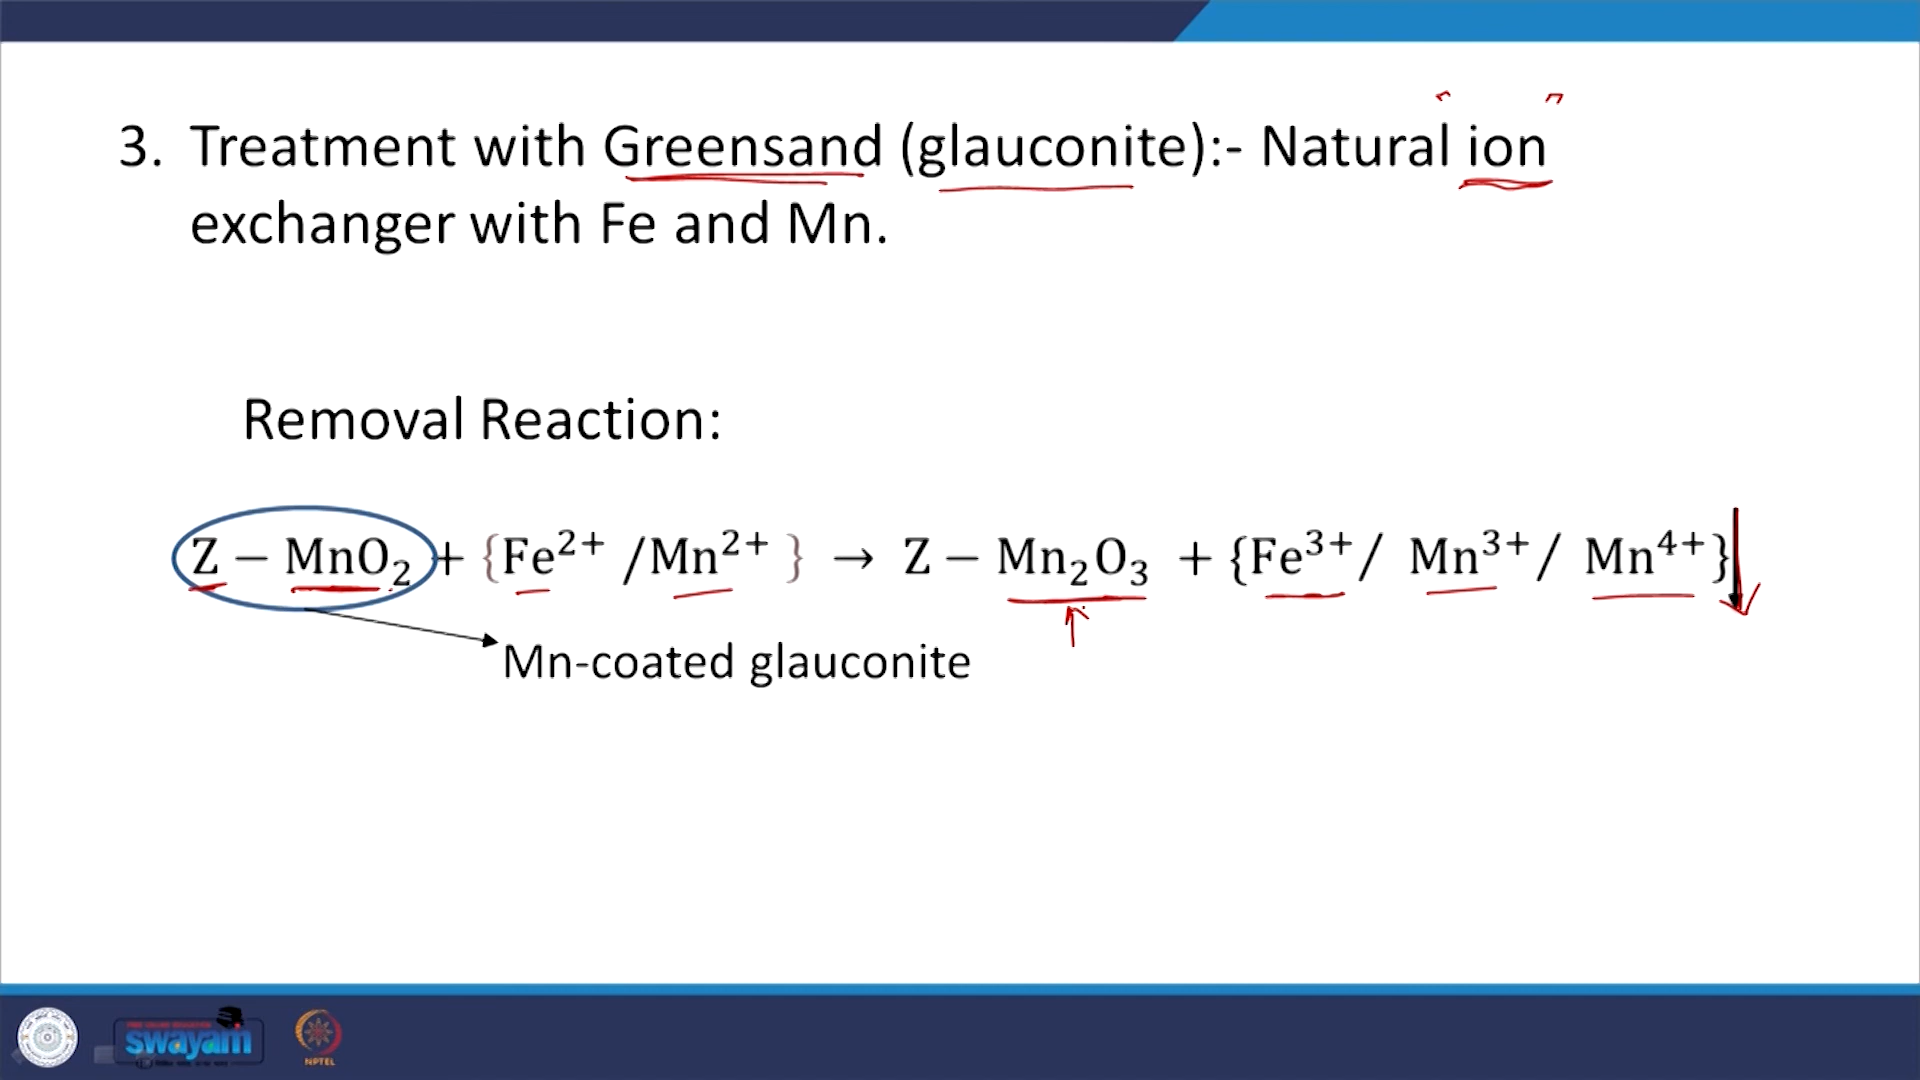 3. Treatment with Greensand (glauconite):- Natural ion
exchanger with Fe and Mn.
Removal Reaction:
Z − MnO₂ + {Fe²⁺ /Mn²⁺ } → Z − Mn₂O₃ + {Fe³⁺/ Mn³⁺/ Mn⁴⁺}
Mn-coated glauconite
swayam
NPTEL